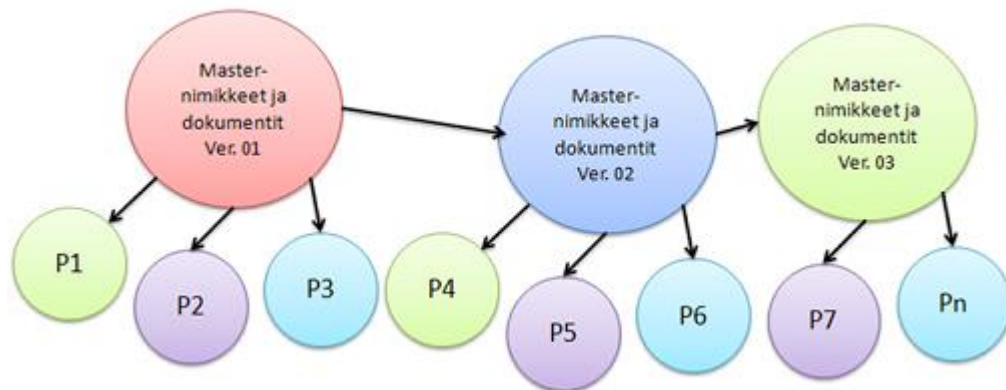 Master-
nimikkeet ja
dokumentit
Ver. 01
Master-
nimikkeet ja
dokumentit
Ver. 02
Master-
nimikkeet ja
dokumentit
Ver. 03
P1
P2
P3
P4
P5
P6
P7
Pn